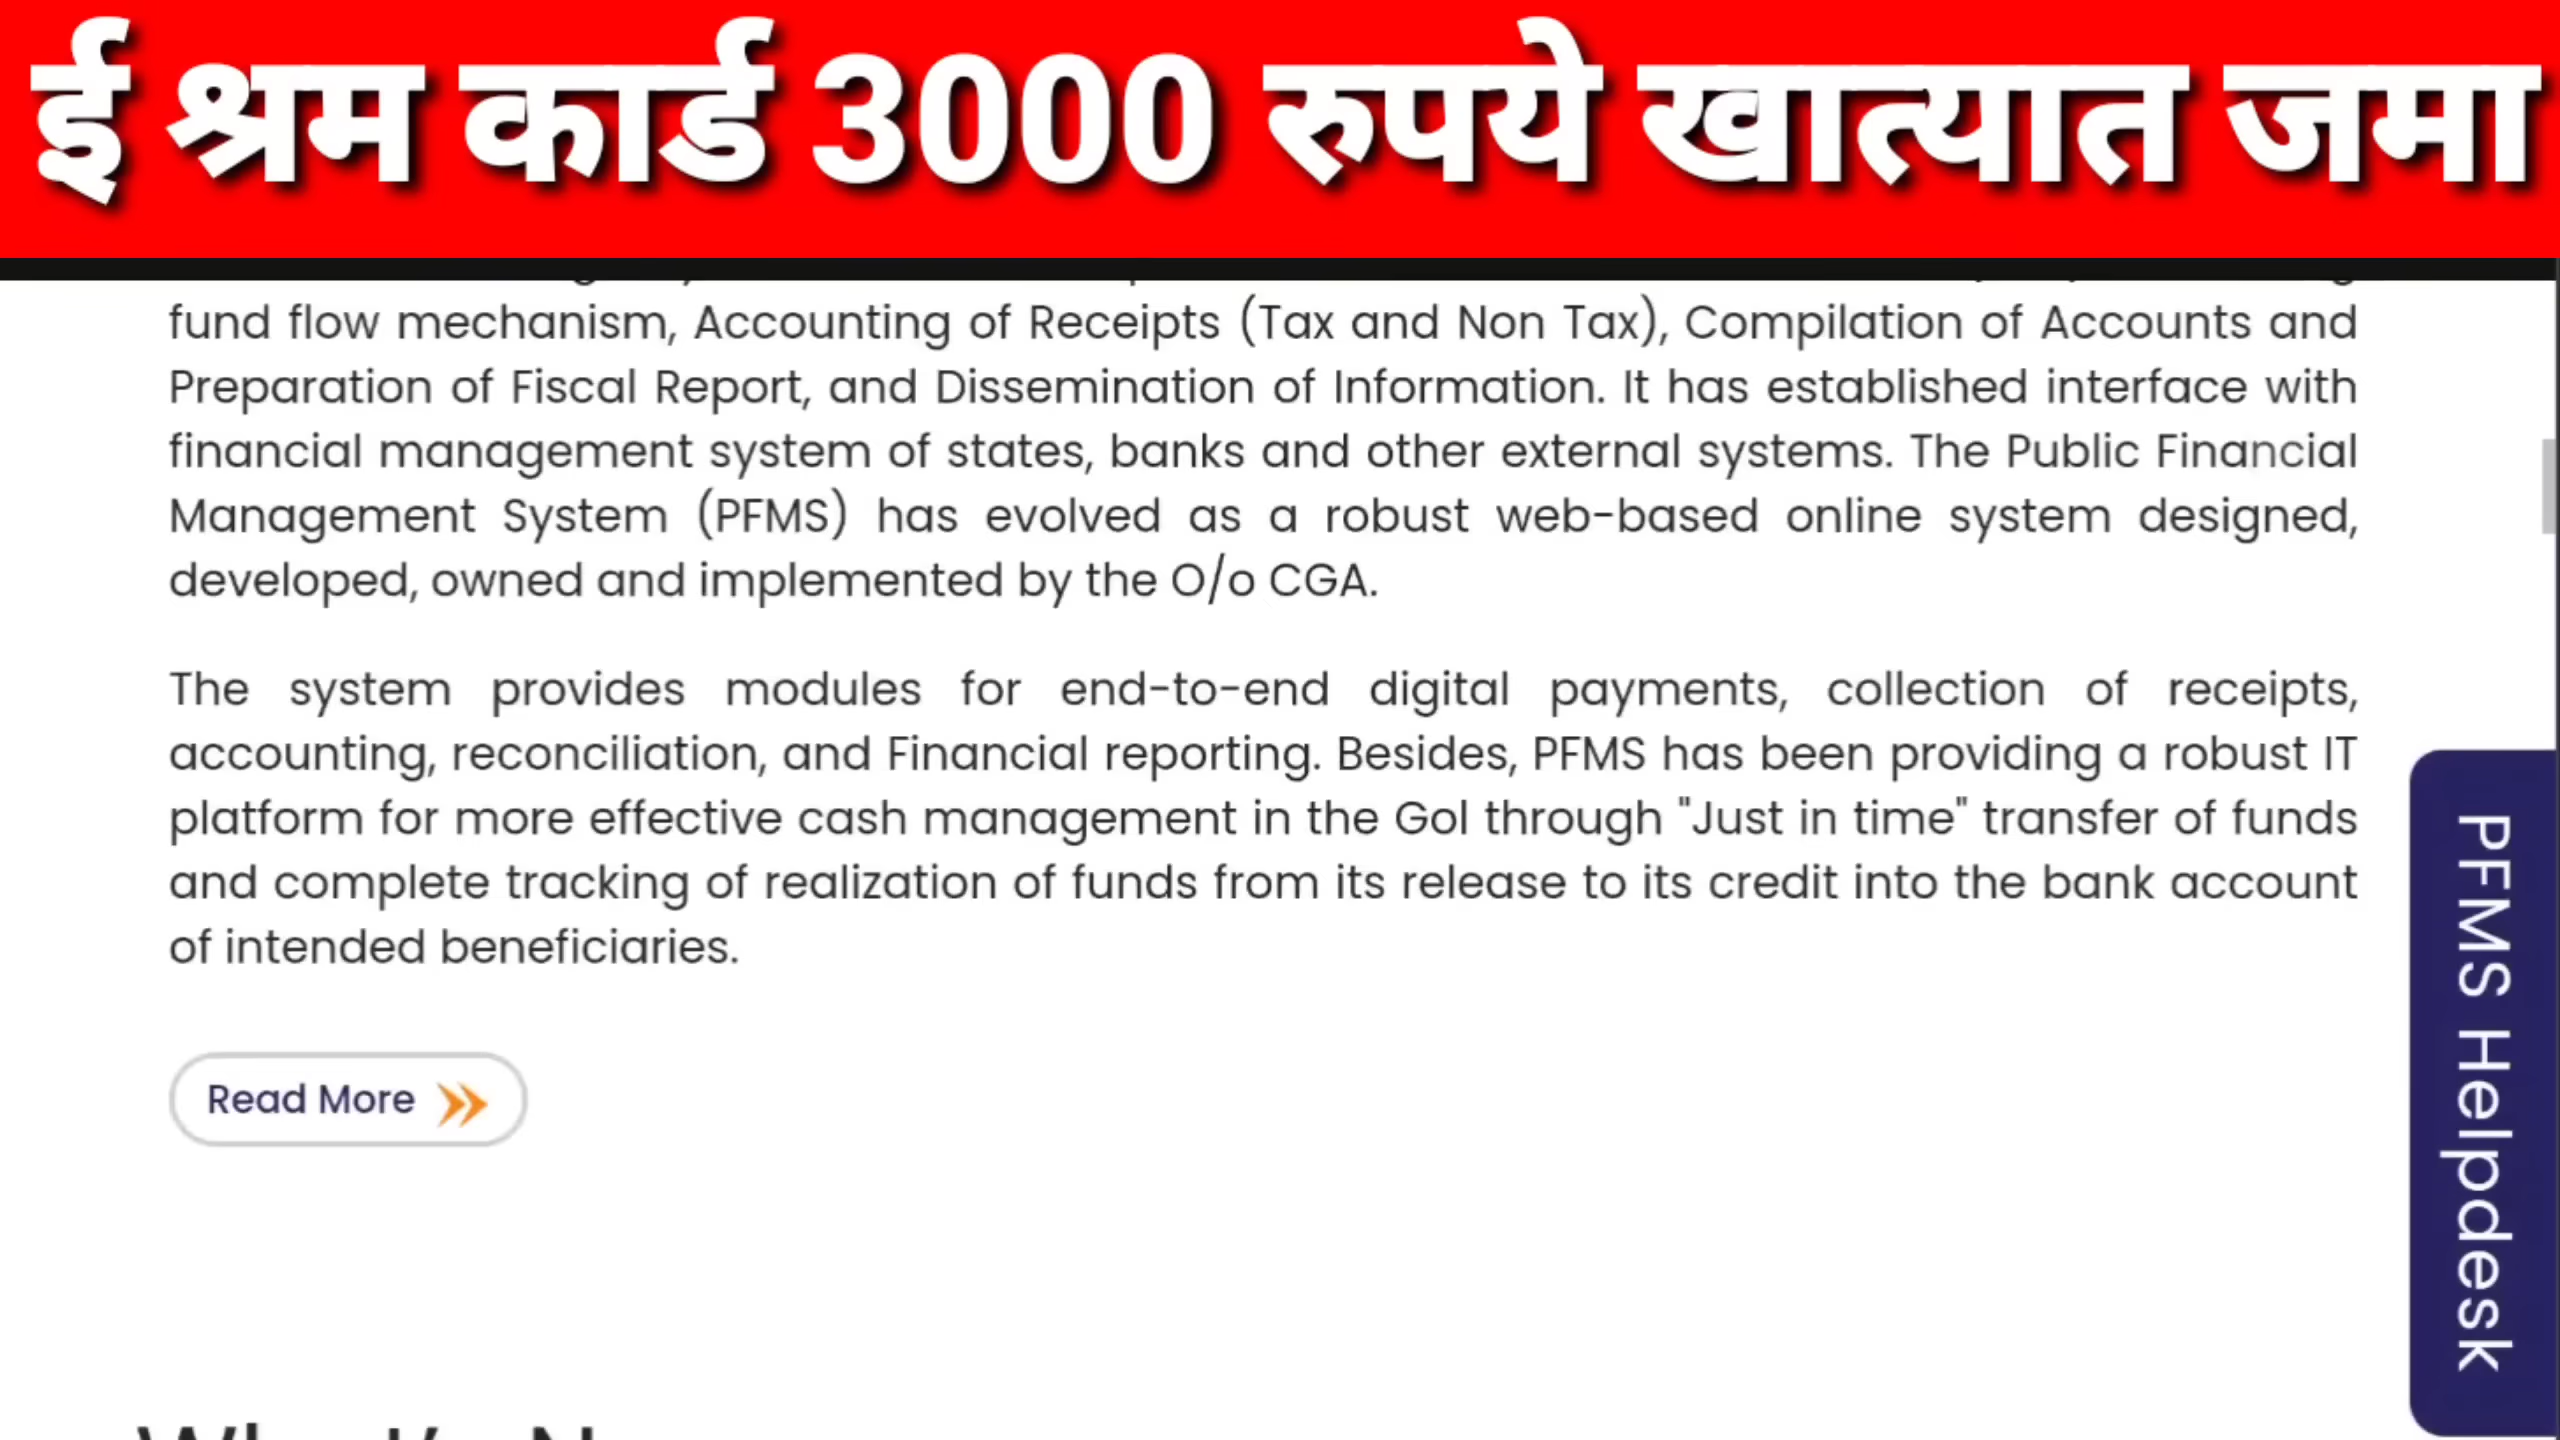 ई श्रम कार्ड 3000 रुपये खात्यात जमा
fund flow mechanism, Accounting of Receipts (Tax and Non Tax), Compilation of Accounts and
Preparation of Fiscal Report, and Dissemination of Information. It has established interface with
financial management system of states, banks and other external systems. The Public Financial
Management System (PFMS) has evolved as a robust web-based online system designed,
developed, owned and implemented by the O/o CGA.
The system provides modules for end-to-end digital payments, collection of receipts,
accounting, reconciliation, and Financial reporting. Besides, PFMS has been providing a robust IT
platform for more effective cash management in the GoI through "Just in time" transfer of funds
and complete tracking of realization of funds from its release to its credit into the bank account
of intended beneficiaries.
Read More
PFMS Helpdesk